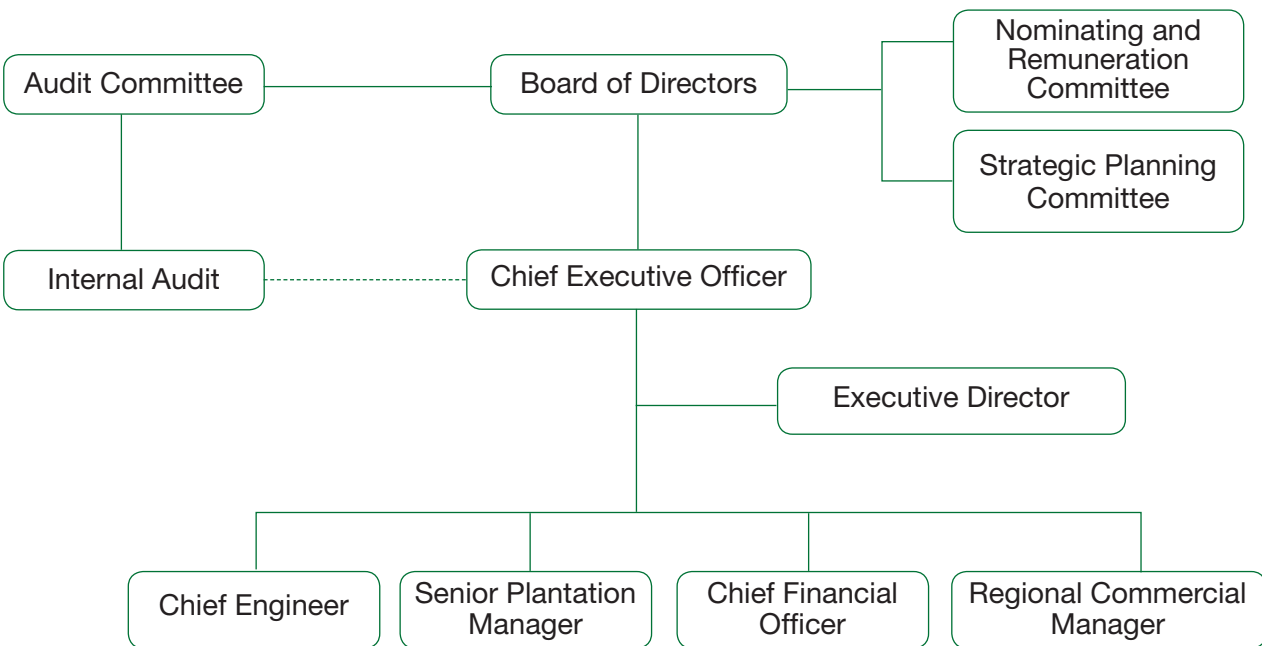 Nominating and
Remuneration
Committee
Audit Committee
Board of Directors
Strategic Planning
Committee
Internal Audit
Chief Executive Officer
Executive Director
Chief Engineer
Senior Plantation
Manager
Chief Financial
Officer
Regional Commercial
Manager